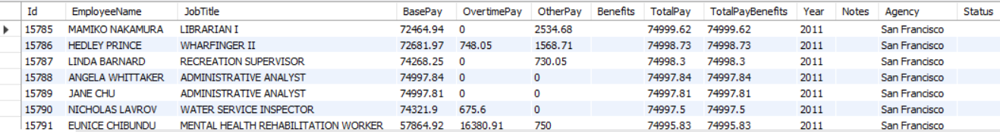 Id EmployeeName JobTitle BasePay OvertimePay OtherPay Benefits TotalPay TotalPayBenefits Year Notes Agency Status
15785 MAMIKO NAKAMURA LIBRARIAN I 72464.94 0 2534.68 74999.62 74999.62 2011 San Francisco
15786 HEDLEY PRINCE WHARFINGER II 72681.97 748.05 1568.71 74998.73 74998.73 2011 San Francisco
15787 LINDA BARNARD RECREATION SUPERVISOR 74268.25 0 730.05 74998.3 74998.3 2011 San Francisco
15788 ANGELA WHITTAKER ADMINISTRATIVE ANALYST 74997.84 0 0 74997.84 74997.84 2011 San Francisco
15789 JANE CHU ADMINISTRATIVE ANALYST 74997.81 0 0 74997.81 74997.81 2011 San Francisco
15790 NICHOLAS LAVROV WATER SERVICE INSPECTOR 74321.9 675.6 0 74997.5 74997.5 2011 San Francisco
15791 EUNICE CHIBUNDU MENTAL HEALTH REHABILITATION WORKER 57864.92 16380.91 750 74995.83 74995.83 2011 San Francisco